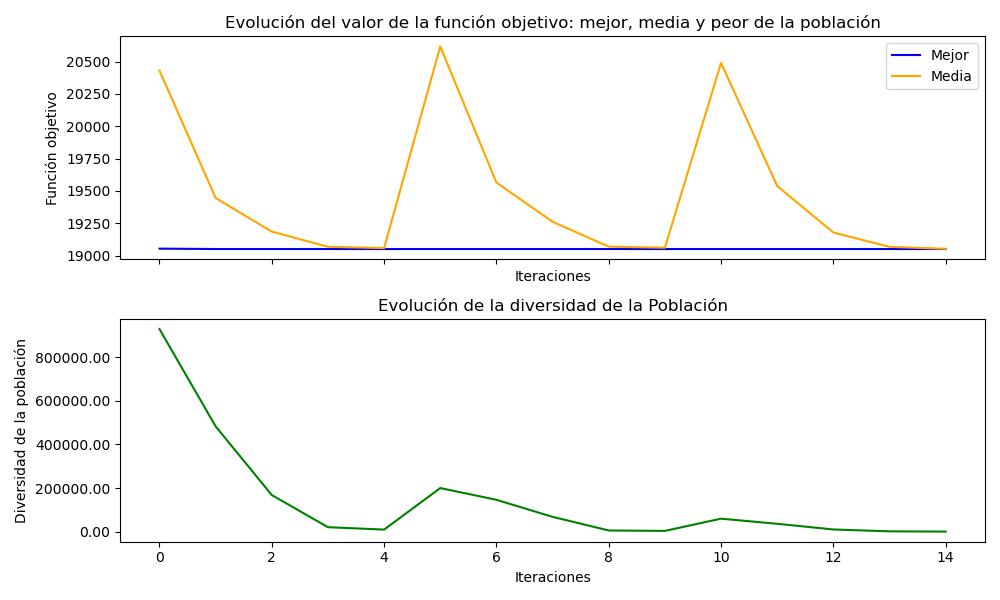 Evolución del valor de la función objetivo: mejor, media y peor de la población
Función objetivo
20500
20250
20000
19750
19500
19250
19000
Mejor
Media
Iteraciones
Evolución de la diversidad de la Población
Diversidad de la población
800000.00
600000.00
400000.00
200000.00
0.00
0 2 4 6 8 10 12 14
Iteraciones